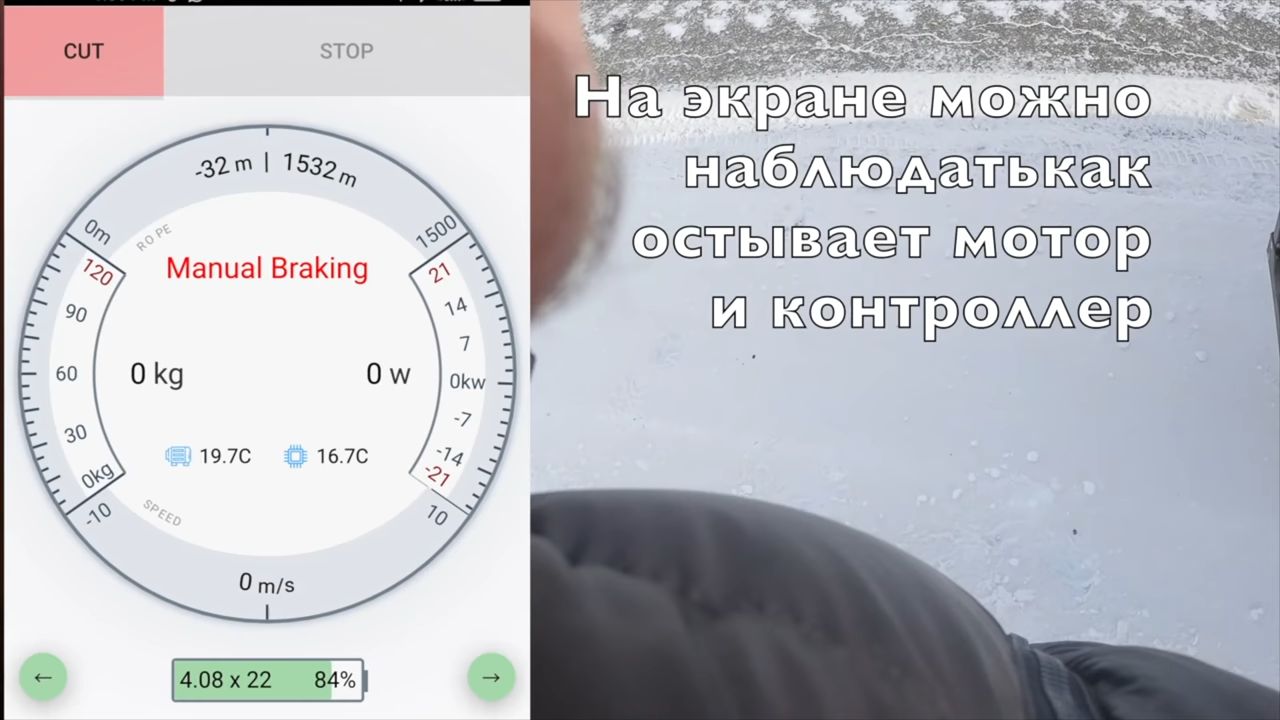 CUT
STOP
-32 m | 1532 m
0m
1500
ROPE
120
21
Manual Braking
90
14
7
60
0 kg
0 w
0kw
-7
30
19.7C
16.7C
-14
0kg
-21
-10
SPEED
10
0 m/s
←
4.08 x 22
84%
→
На экране можно
наблюдатькак
остывает мотор
и контроллер